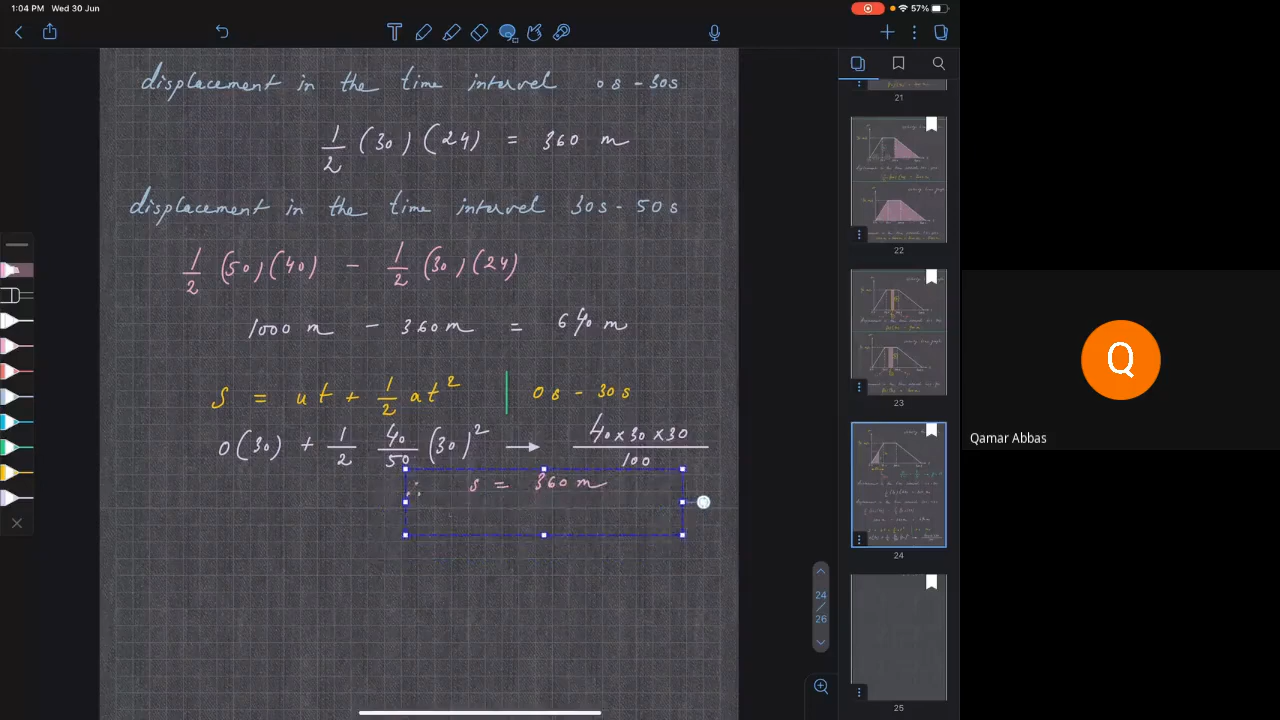 1:04 PM Wed 30 Jun
57%
displacement in the time interval 0s - 30s
1/2 (30)(24) = 360 m
displacement in the time interval 30s - 50s
1/2 (50)(40) - 1/2 (30)(24)
1000 m - 360 m = 640 m
S = ut + 1/2 at² | 0s - 30s
0(30) + 1/2 40/50 (30)² → 40×30×30/100
∴ s = 360 m
21
22
23
24
25
24
/
26
Q
Qamar Abbas